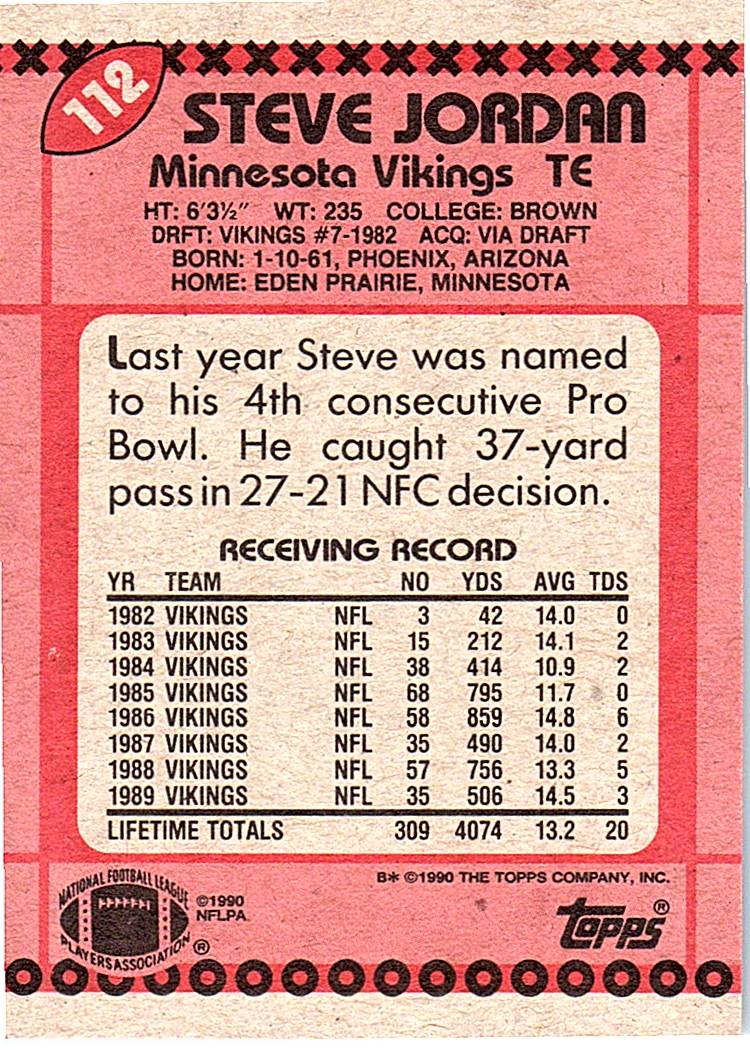 112
STEVE JORDAN
Minnesota Vikings TE
HT: 6'3½" WT: 235 COLLEGE: BROWN
DRFT: VIKINGS #7-1982 ACQ: VIA DRAFT
BORN: 1-10-61, PHOENIX, ARIZONA
HOME: EDEN PRAIRIE, MINNESOTA
Last year Steve was named
to his 4th consecutive Pro
Bowl. He caught 37-yard
pass in 27-21 NFC decision.
RECEIVING RECORD
YR TEAM NO YDS AVG TDS
1982 VIKINGS NFL 3 42 14.0 0
1983 VIKINGS NFL 15 212 14.1 2
1984 VIKINGS NFL 38 414 10.9 2
1985 VIKINGS NFL 68 795 11.7 0
1986 VIKINGS NFL 58 859 14.8 6
1987 VIKINGS NFL 35 490 14.0 2
1988 VIKINGS NFL 57 756 13.3 5
1989 VIKINGS NFL 35 506 14.5 3
LIFETIME TOTALS 309 4074 13.2 20
B* ©1990 THE TOPPS COMPANY, INC.
NATIONAL FOOTBALL LEAGUE
PLAYERS ASSOCIATION ®
©1990
NFLPA
topps®